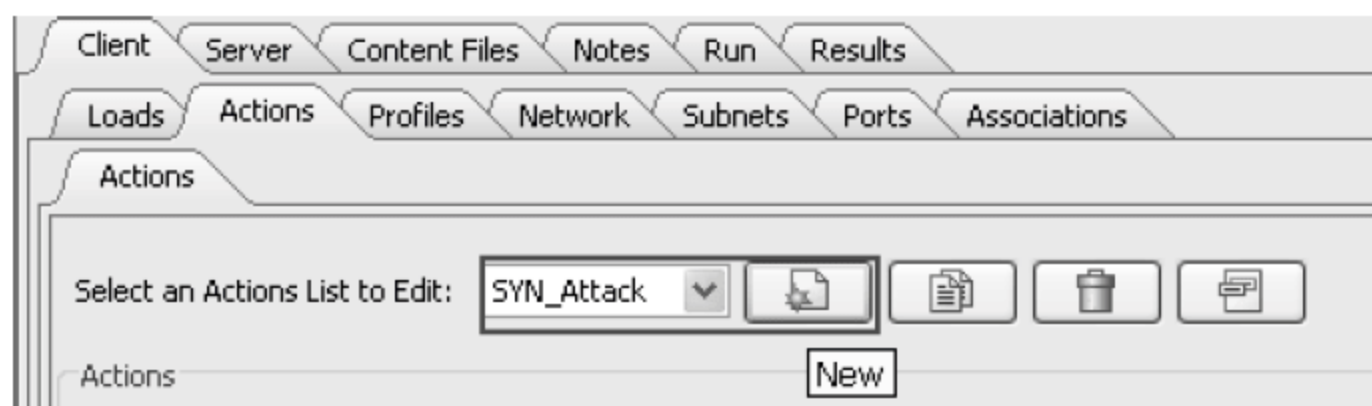 Client Server Content Files Notes Run Results
Loads Actions Profiles Network Subnets Ports Associations
Actions
Select an Actions List to Edit: SYN_Attack
New
Actions